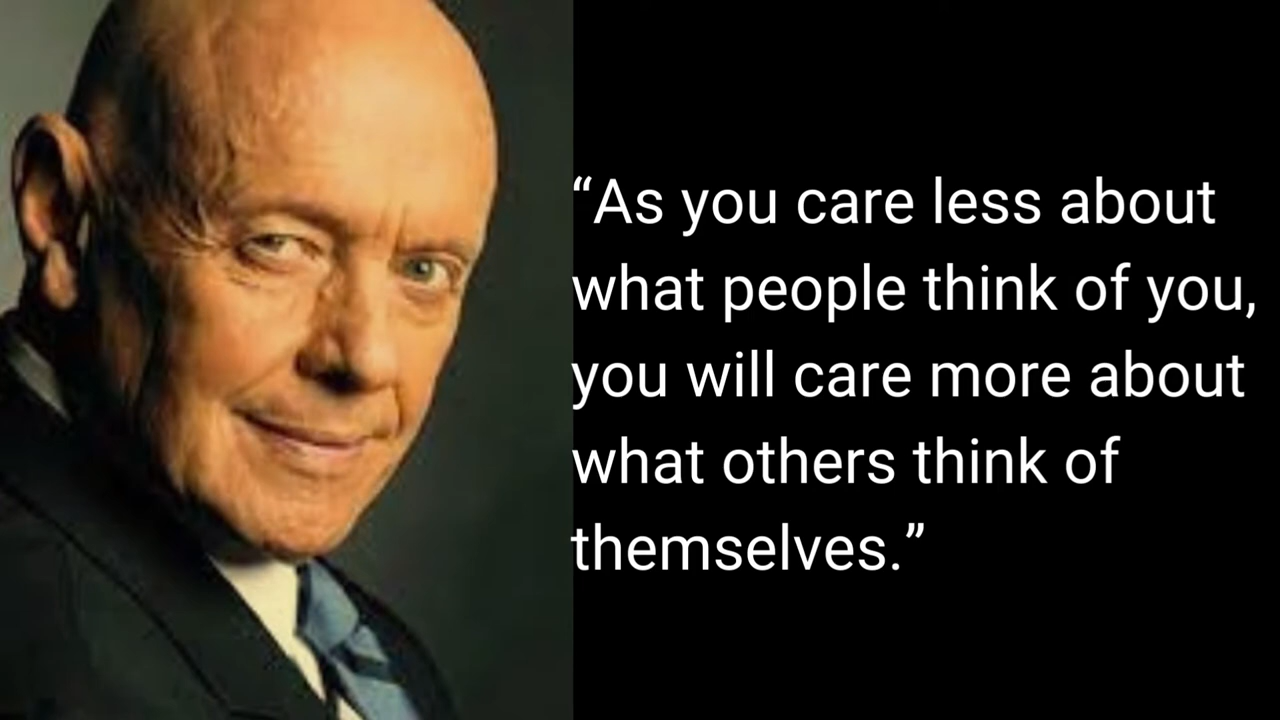 “As you care less about
what people think of you,
you will care more about
what others think of
themselves.”